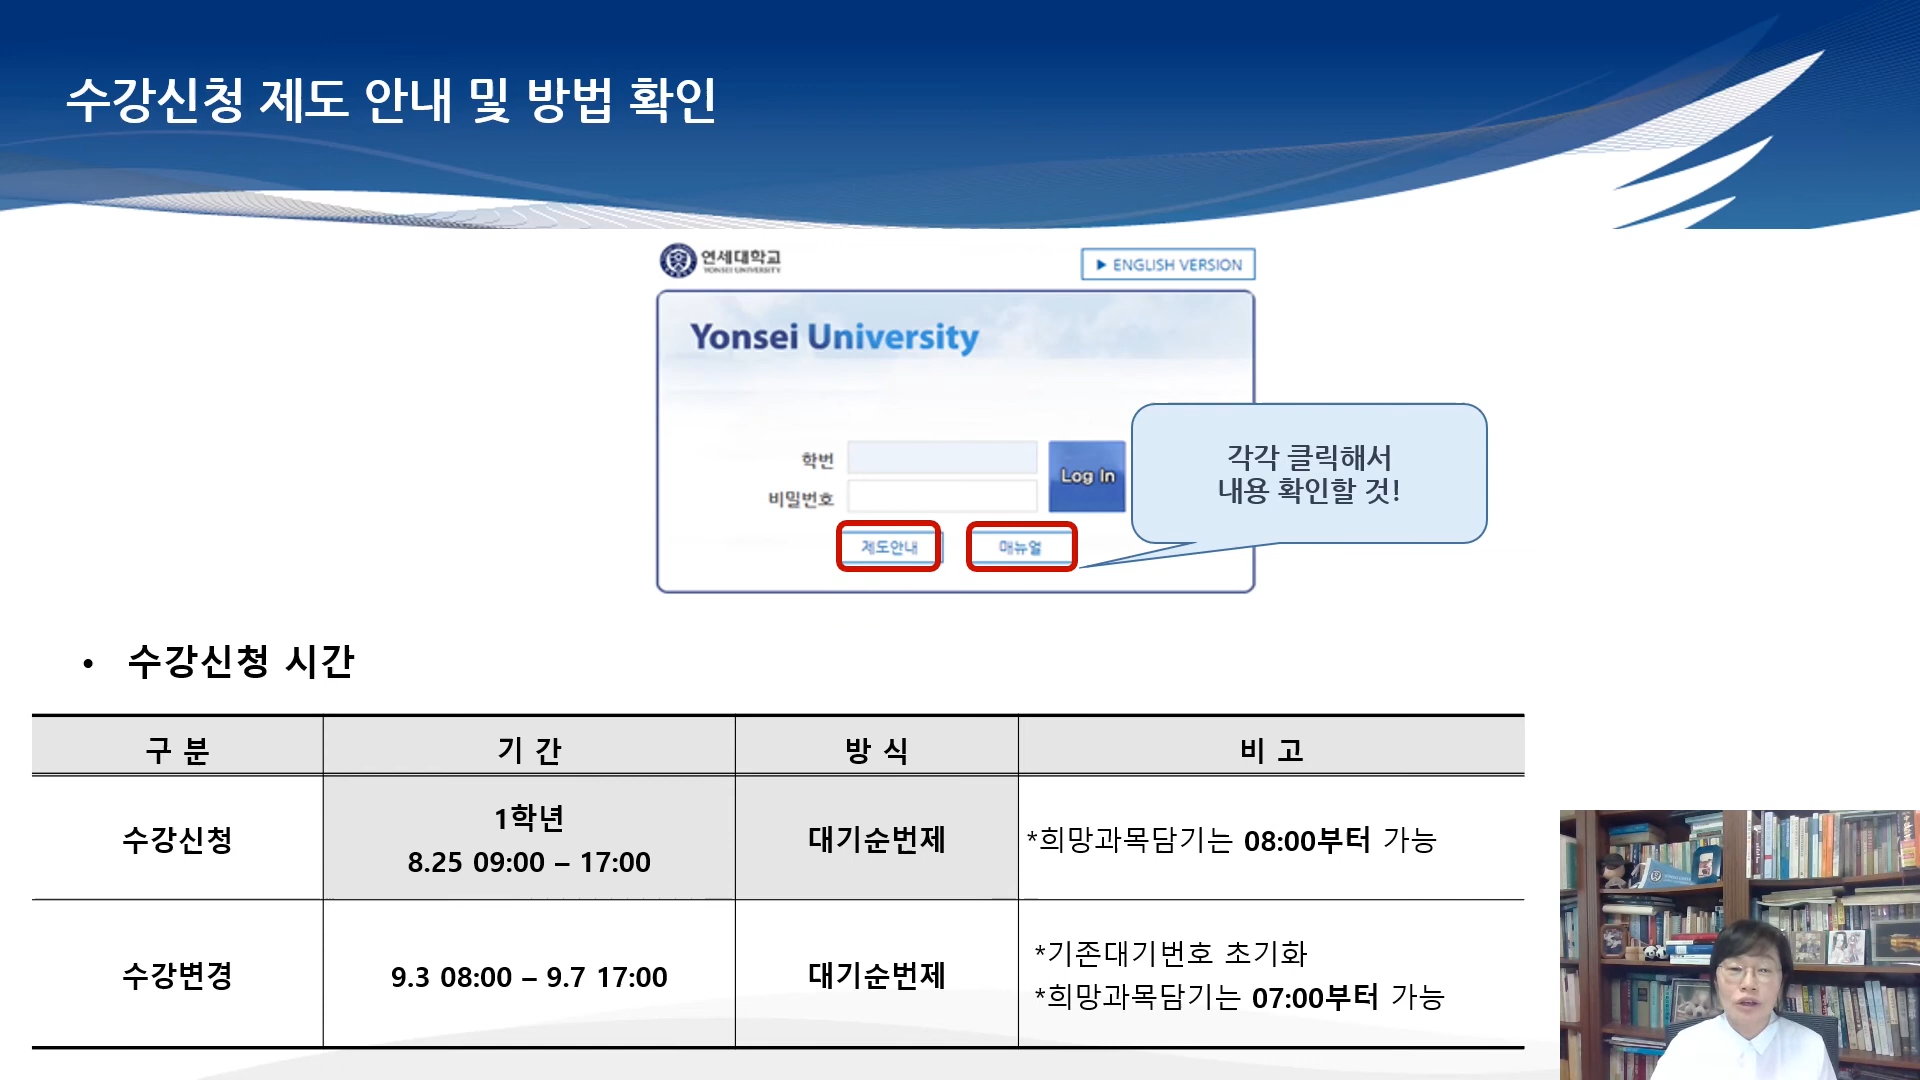 수강신청 제도 안내 및 방법 확인
연세대학교
YONSEI UNIVERSITY
▶ ENGLISH VERSION
Yonsei University
학번
비밀번호
Log In
제도안내
매뉴얼
각각 클릭해서
내용 확인할 것!
• 수강신청 시간
구 분 기 간 방 식 비 고
수강신청
1학년
8.25 09:00 – 17:00
대기순번제
*희망과목담기는 08:00부터 가능
수강변경
9.3 08:00 – 9.7 17:00
대기순번제
*기존대기번호 초기화
*희망과목담기는 07:00부터 가능